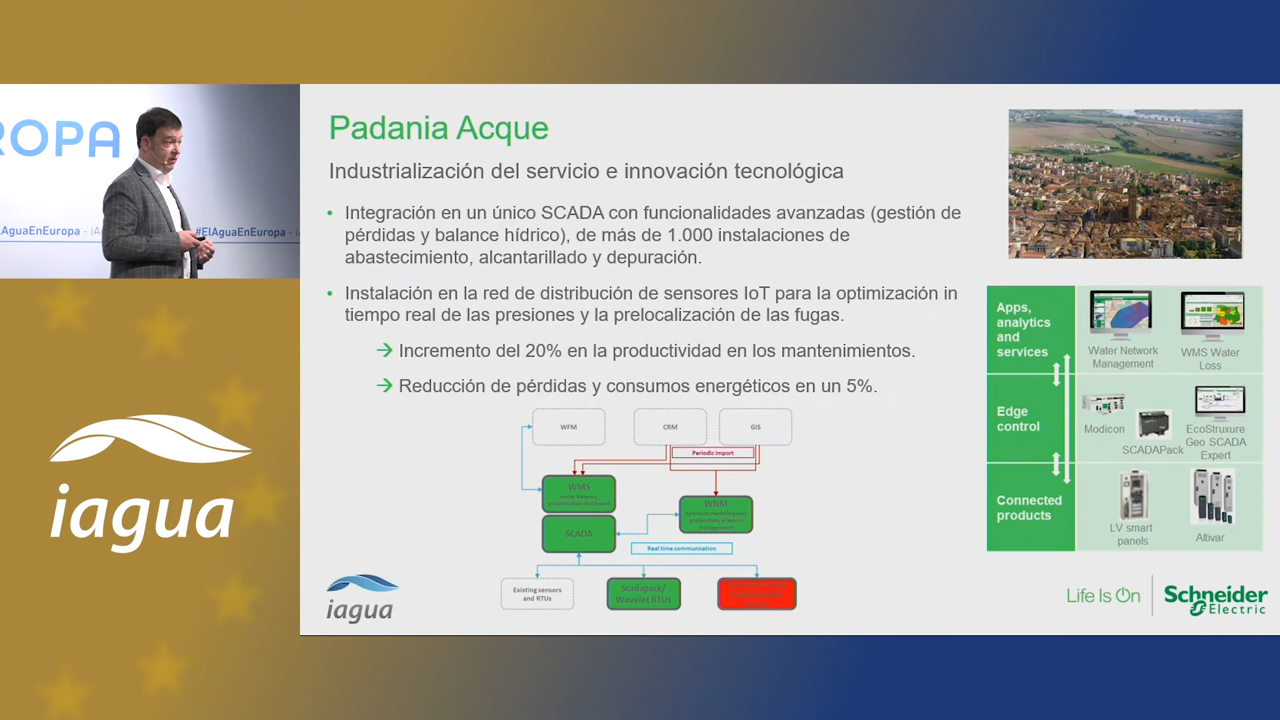 ROPA
AguaEnEuropa - iA
#ElAguaEnEuropa - iA
iagua
Padania Acque
Industrialización del servicio e innovación tecnológica
• Integración en un único SCADA con funcionalidades avanzadas (gestión de
pérdidas y balance hídrico), de más de 1.000 instalaciones de
abastecimiento, alcantarillado y depuración.
• Instalación en la red de distribución de sensores IoT para la optimización in
tiempo real de las presiones y la prelocalización de las fugas.
→ Incremento del 20% en la productividad en los mantenimientos.
→ Reducción de pérdidas y consumos energéticos en un 5%.
WFM
CRM
GIS
Periodic import
WMS
WNM
SCADA
Real time communication
Existing sensors
and RTUs
Scadapack/
Wavelet RTUs
iagua
Apps,
analytics
and
services
Water Network
Management
WMS Water
Loss
Edge
control
Modicon
SCADAPack
EcoStruxure
Geo SCADA
Expert
Connected
products
LV smart
panels
Altivar
Life Is On
Schneider
Electric